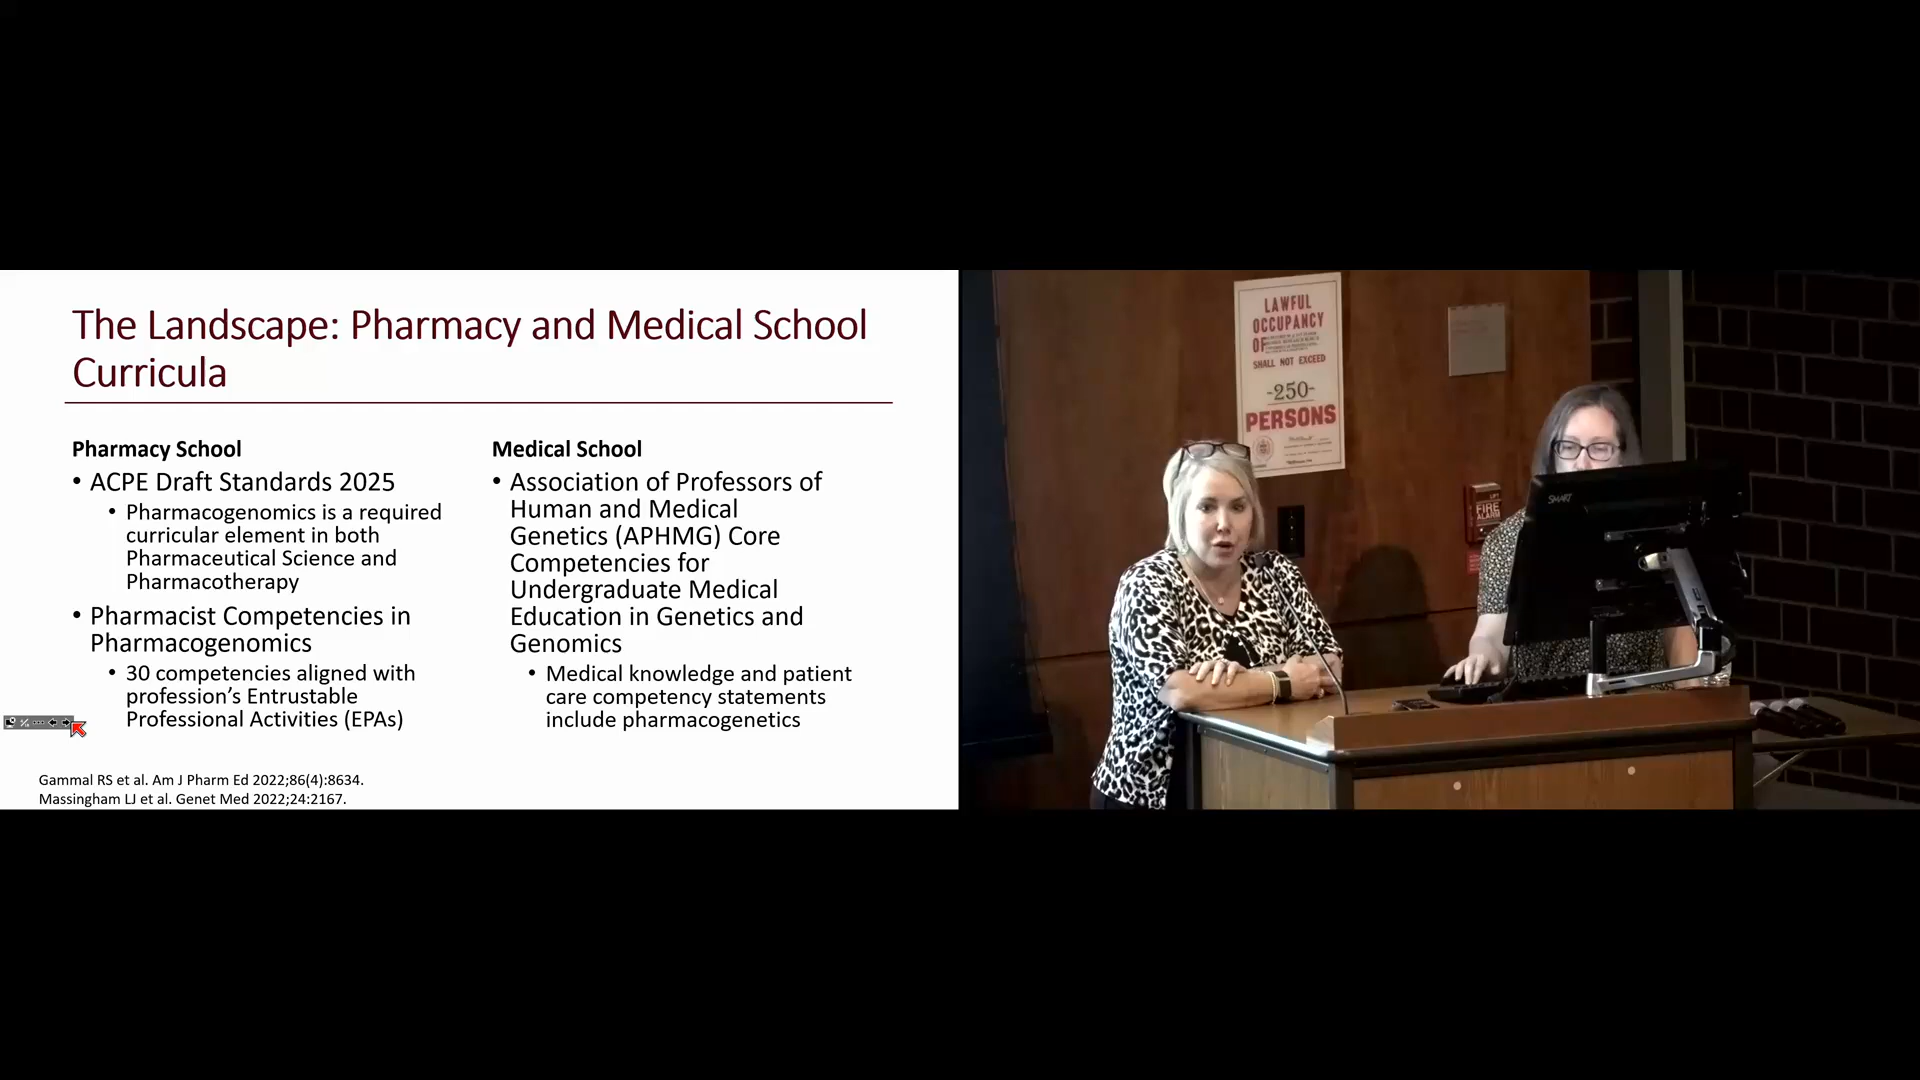 The Landscape: Pharmacy and Medical School
Curricula
Pharmacy School
• ACPE Draft Standards 2025
• Pharmacogenomics is a required
curricular element in both
Pharmaceutical Science and
Pharmacotherapy
• Pharmacist Competencies in
Pharmacogenomics
• 30 competencies aligned with
profession’s Entrustable
Professional Activities (EPAs)
Medical School
• Association of Professors of
Human and Medical
Genetics (APHMG) Core
Competencies for
Undergraduate Medical
Education in Genetics and
Genomics
• Medical knowledge and patient
care competency statements
include pharmacogenetics
Gammal RS et al. Am J Pharm Ed 2022;86(4):8634.
Massingham LJ et al. Genet Med 2022;24:2167.
LAWFUL
OCCUPANCY
OF
SHALL NOT EXCEED
-250-
PERSONS
FIRE
ALARM
SMART